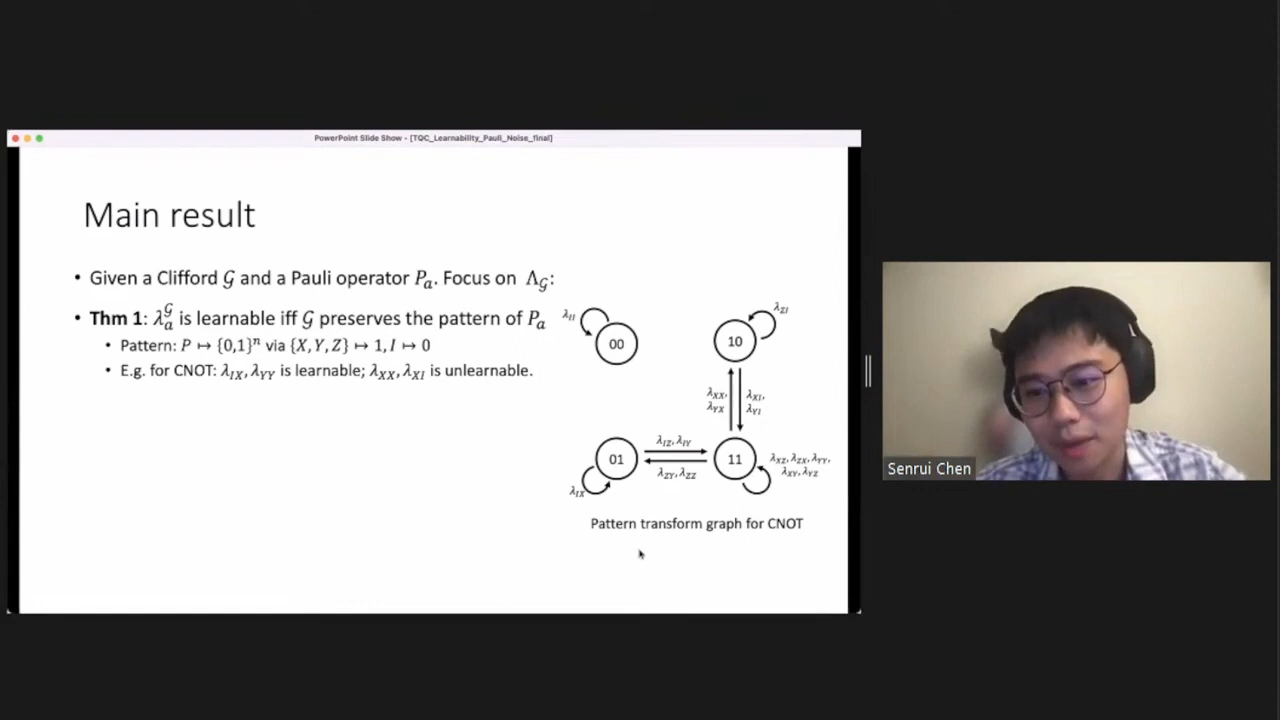 PowerPoint Slide Show - [TQC_Learnability_Pauli_Noise_final]
Main result
• Given a Clifford 𝒢 and a Pauli operator P_a. Focus on Λ_𝒢:
• Thm 1: λ_a^𝒢 is learnable iff 𝒢 preserves the pattern of P_a
• Pattern: P ↦ {0,1}^n via {X, Y, Z} ↦ 1, I ↦ 0
• E.g. for CNOT: λ_IX, λ_YY is learnable; λ_XX, λ_XI is unlearnable.
λ_II
00
λ_ZI
10
λ_XX,
λ_YX
λ_XI,
λ_YI
01
λ_IX
λ_IZ, λ_IY
λ_ZY, λ_ZZ
11
λ_XZ, λ_ZX, λ_YY,
λ_XY, λ_YZ
Pattern transform graph for CNOT
Senrui Chen